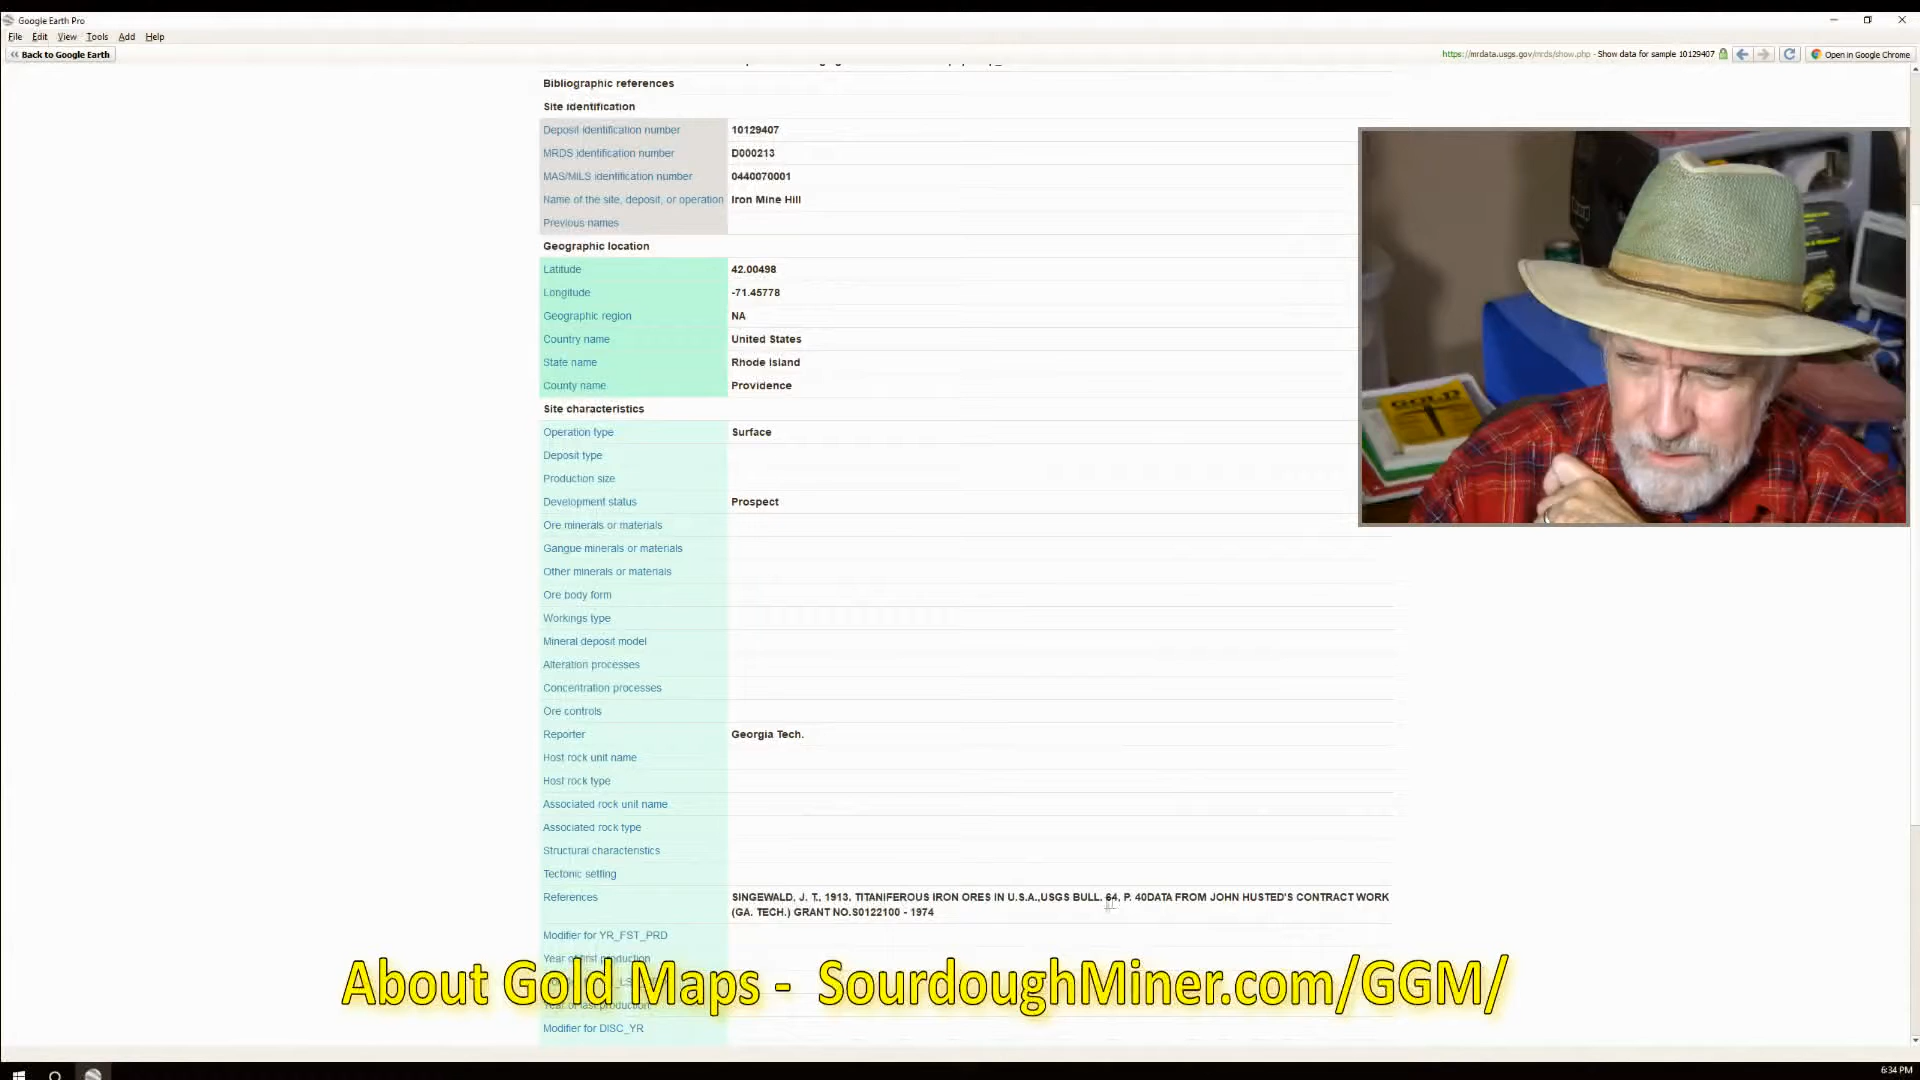 Google Earth Pro
File Edit View Tools Add Help
Back to Google Earth
https://mrdata.usgs.gov/mrds/show.php - Show data for sample 10129407
Open in Google Chrome
Bibliographic references
Site identification
Deposit identification number 10129407
MRDS identification number D000213
MAS/MILS identification number 0440070001
Name of the site, deposit, or operation Iron Mine Hill
Previous names
Geographic location
Latitude 42.00498
Longitude -71.45778
Geographic region NA
Country name United States
State name Rhode Island
County name Providence
Site characteristics
Operation type Surface
Deposit type
Production size
Development status Prospect
Ore minerals or materials
Gangue minerals or materials
Other minerals or materials
Ore body form
Workings type
Mineral deposit model
Alteration processes
Concentration processes
Ore controls
Reporter Georgia Tech.
Host rock unit name
Host rock type
Associated rock unit name
Associated rock type
Structural characteristics
Tectonic setting
References SINGEWALD, J. T., 1913, TITANIFEROUS IRON ORES IN U.S.A.,USGS BULL. 64, P. 40DATA FROM JOHN HUSTED'S CONTRACT WORK
(GA. TECH.) GRANT NO.S0122100 - 1974
Modifier for YR_FST_PRD
Year of first production
Year of last production
Modifier for DISC_YR
GOLD
About Gold Maps - SourdoughMiner.com/GGM/
6:34 PM